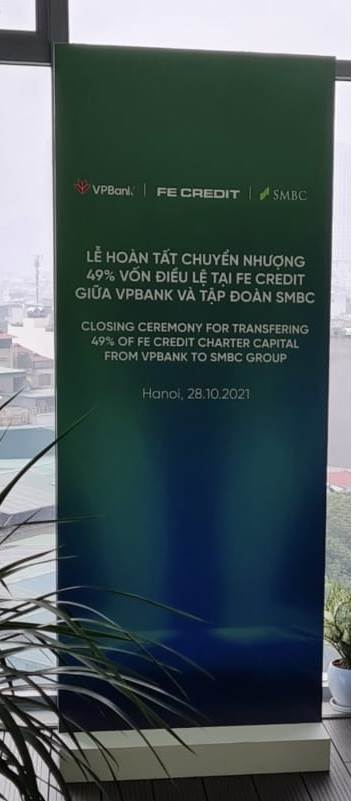 VPBank | FE CREDIT | SMBC
LỄ HOÀN TẤT CHUYỂN NHƯỢNG
49% VỐN ĐIỀU LỆ TẠI FE CREDIT
GIỮA VPBANK VÀ TẬP ĐOÀN SMBC
CLOSING CEREMONY FOR TRANSFERING
49% OF FE CREDIT CHARTER CAPITAL
FROM VPBANK TO SMBC GROUP
Hanoi, 28.10.2021